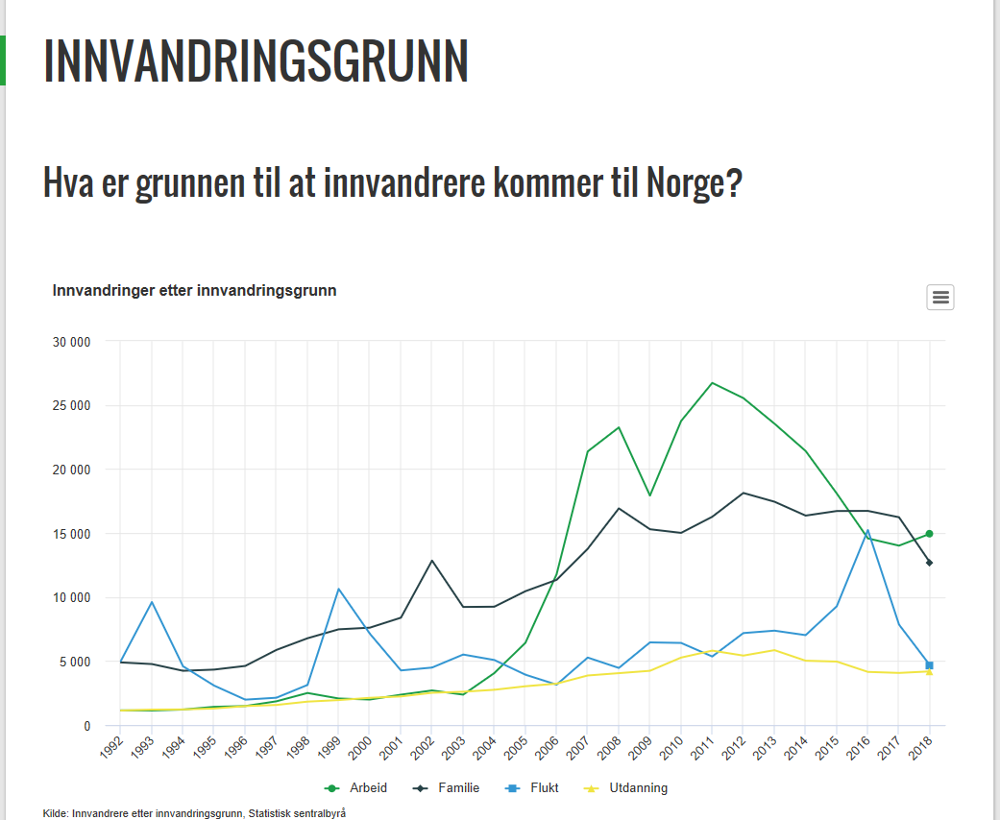 INNVANDRINGSGRUNN
Hva er grunnen til at innvandrere kommer til Norge?
Innvandringer etter innvandringsgrunn
30 000
25 000
20 000
15 000
10 000
5 000
0
1992 1993 1994 1995 1996 1997 1998 1999 2000 2001 2002 2003 2004 2005 2006 2007 2008 2009 2010 2011 2012 2013 2014 2015 2016 2017 2018
Arbeid Familie Flukt Utdanning
Kilde: Innvandrere etter innvandringsgrunn, Statistisk sentralbyrå